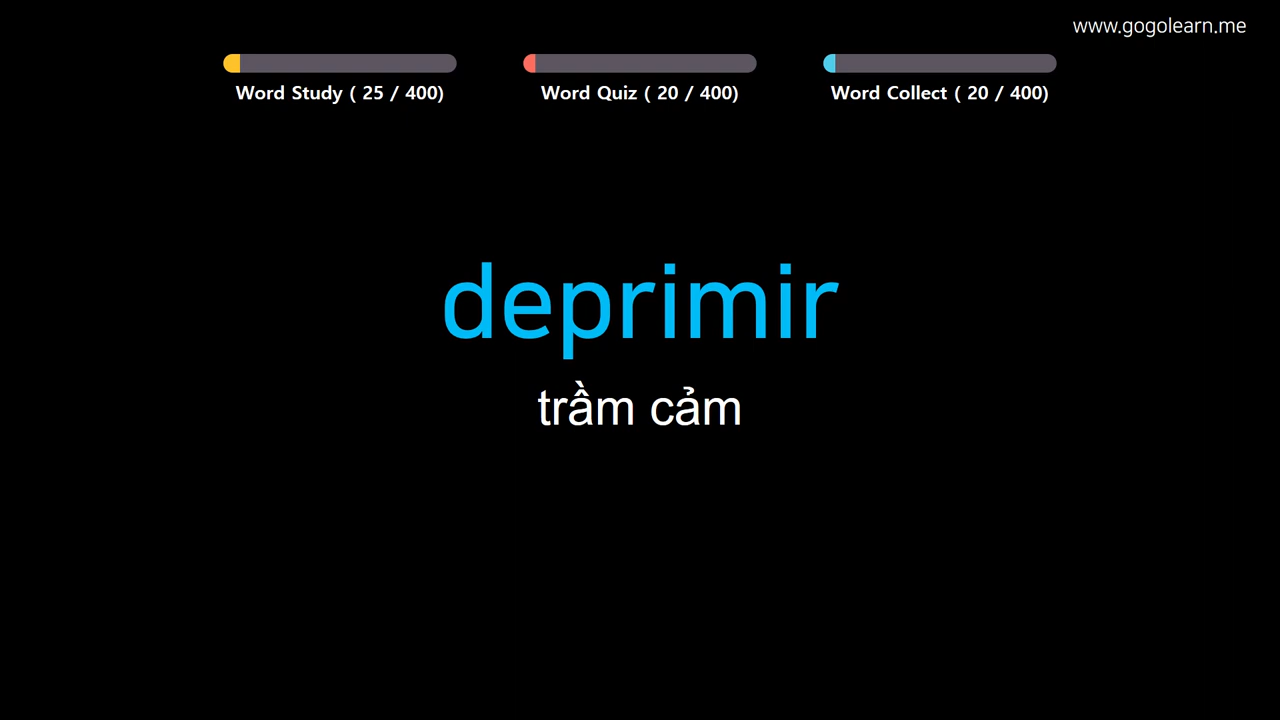 www.gogolearn.me
Word Study ( 25 / 400)
Word Quiz ( 20 / 400)
Word Collect ( 20 / 400)
deprimir
trầm cảm